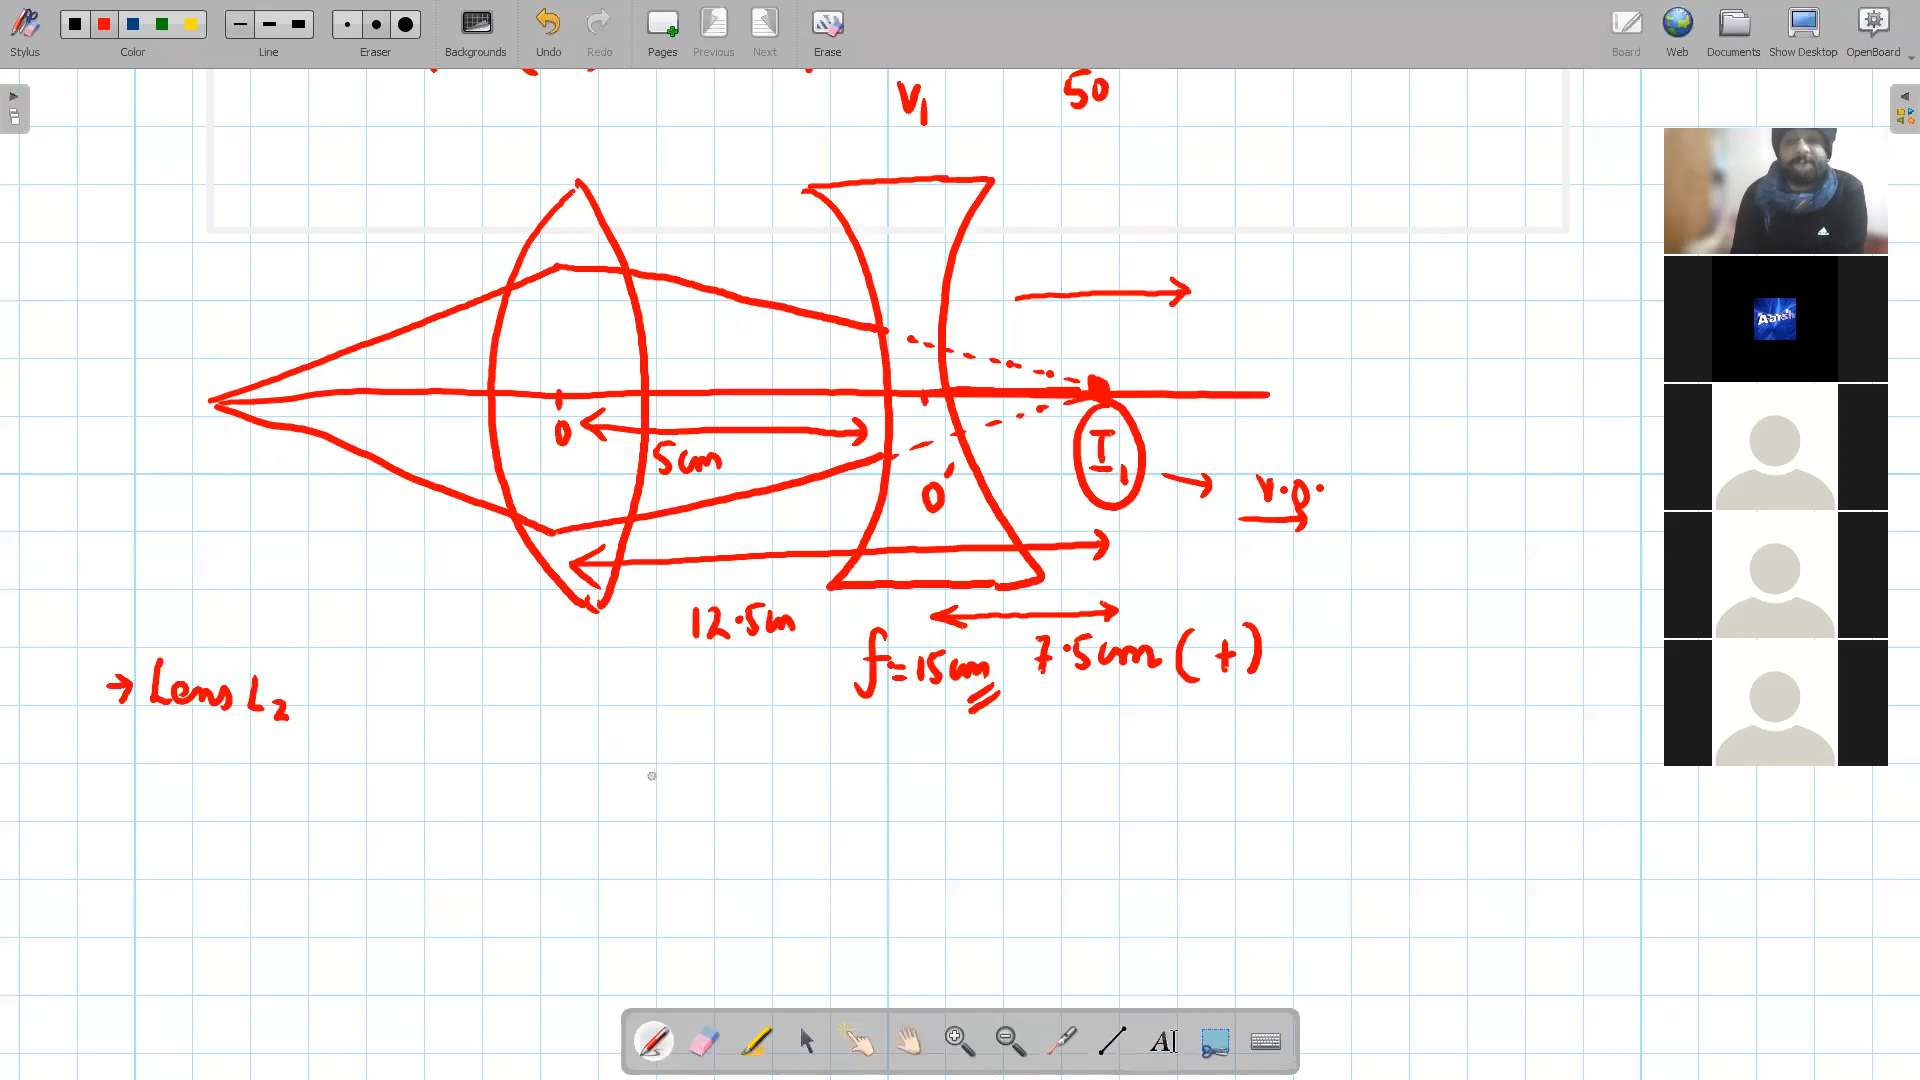 Stylus
Color
Line
Eraser
Backgrounds
Undo
Redo
Pages
Previous
Next
Erase
Board
Web
Documents
Show Desktop
OpenBoard
V1
50
Aarsh
O
5cm
O'
I1
V.O.
12.5cm
f=15cm
7.5cm (+)
→ Lens L2